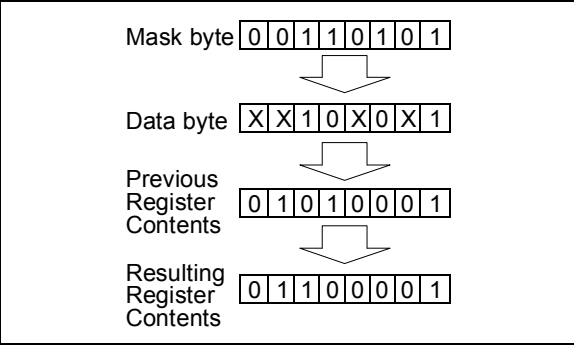 Mask byte 0 0 1 1 0 1 0 1
Data byte X X 1 0 X 0 X 1
Previous
Register 0 1 0 1 0 0 0 1
Contents
Resulting
Register 0 1 1 0 0 0 0 1
Contents